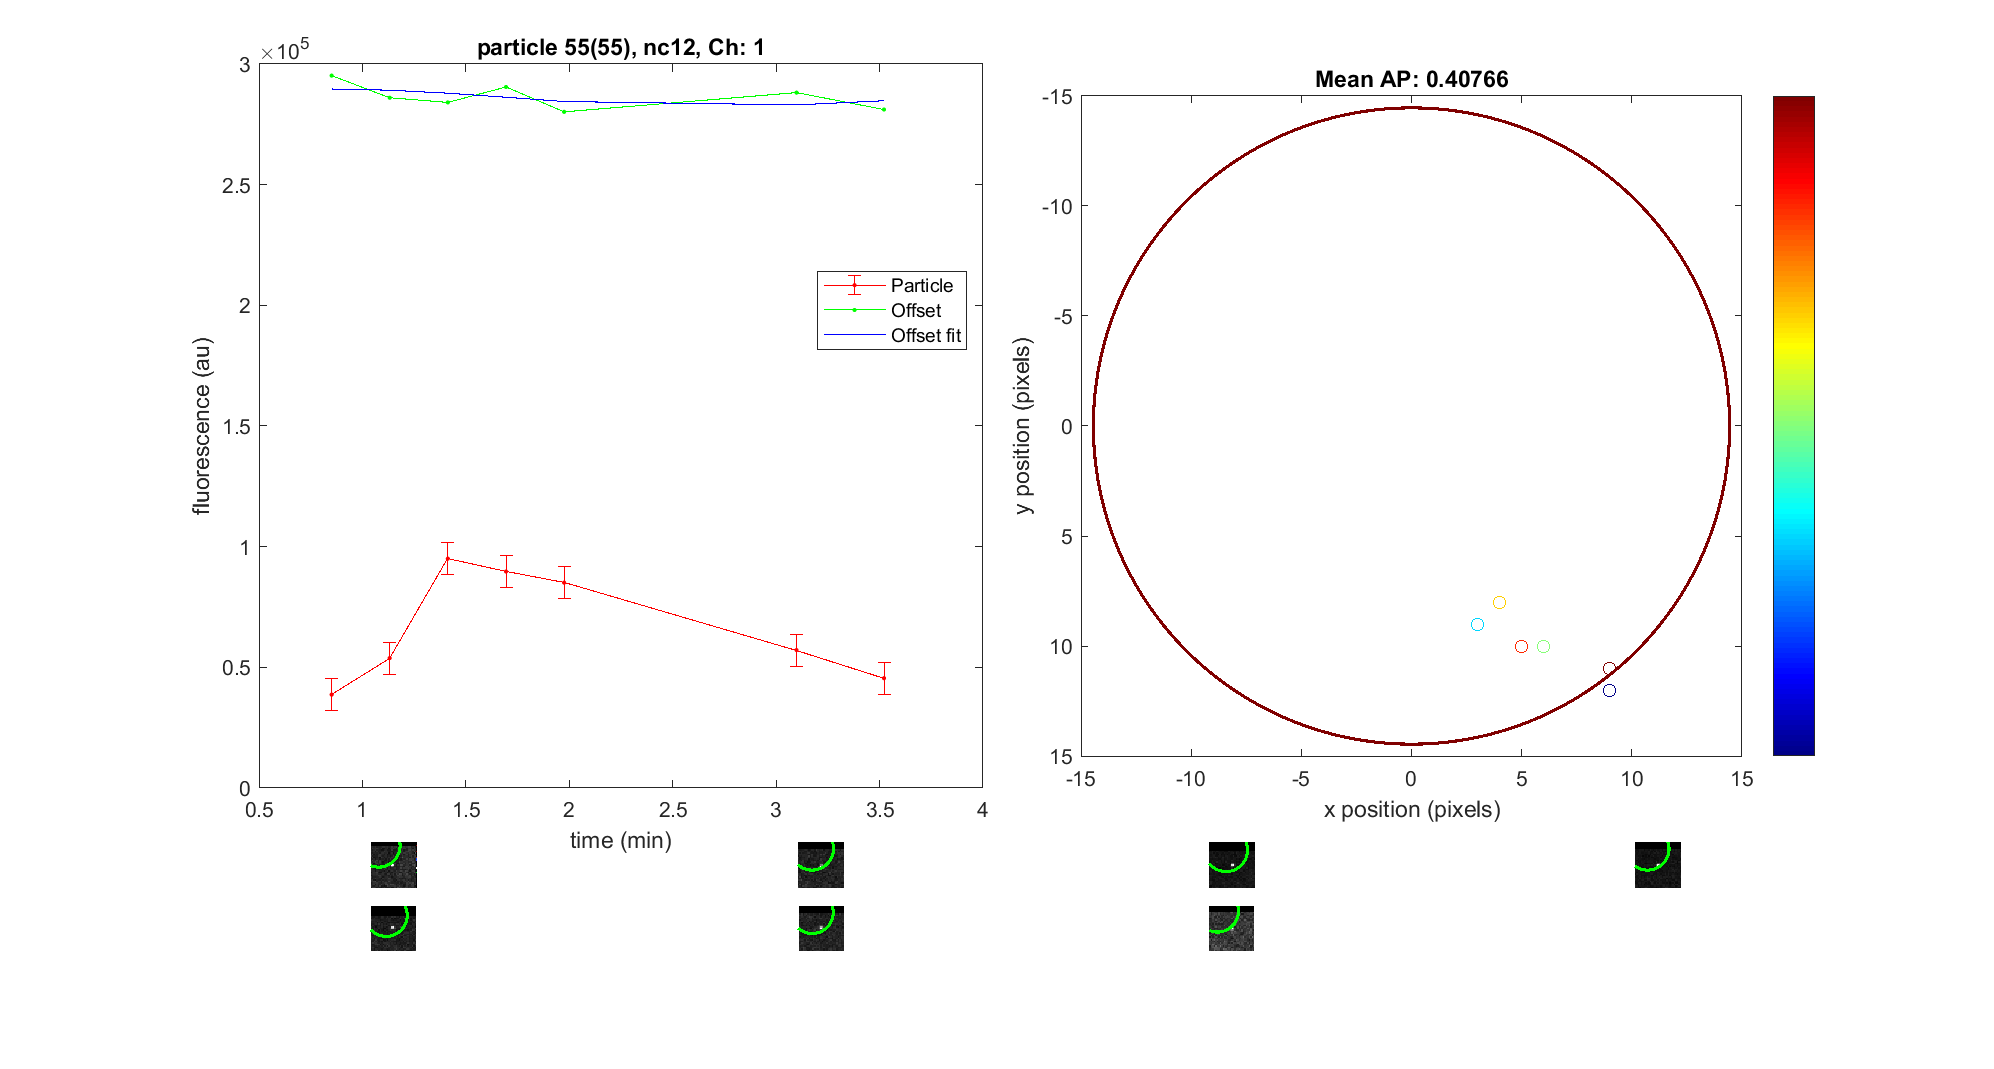 particle 55(55), nc12, Ch: 1
×10^5
3
2.5
2
1.5
1
0.5
0
fluorescence (au)
0.5 1 1.5 2 2.5 3 3.5 4
time (min)
Particle
Offset
Offset fit
Mean AP: 0.40766
-15
-10
-5
0
5
10
15
y position (pixels)
-15 -10 -5 0 5 10 15
x position (pixels)